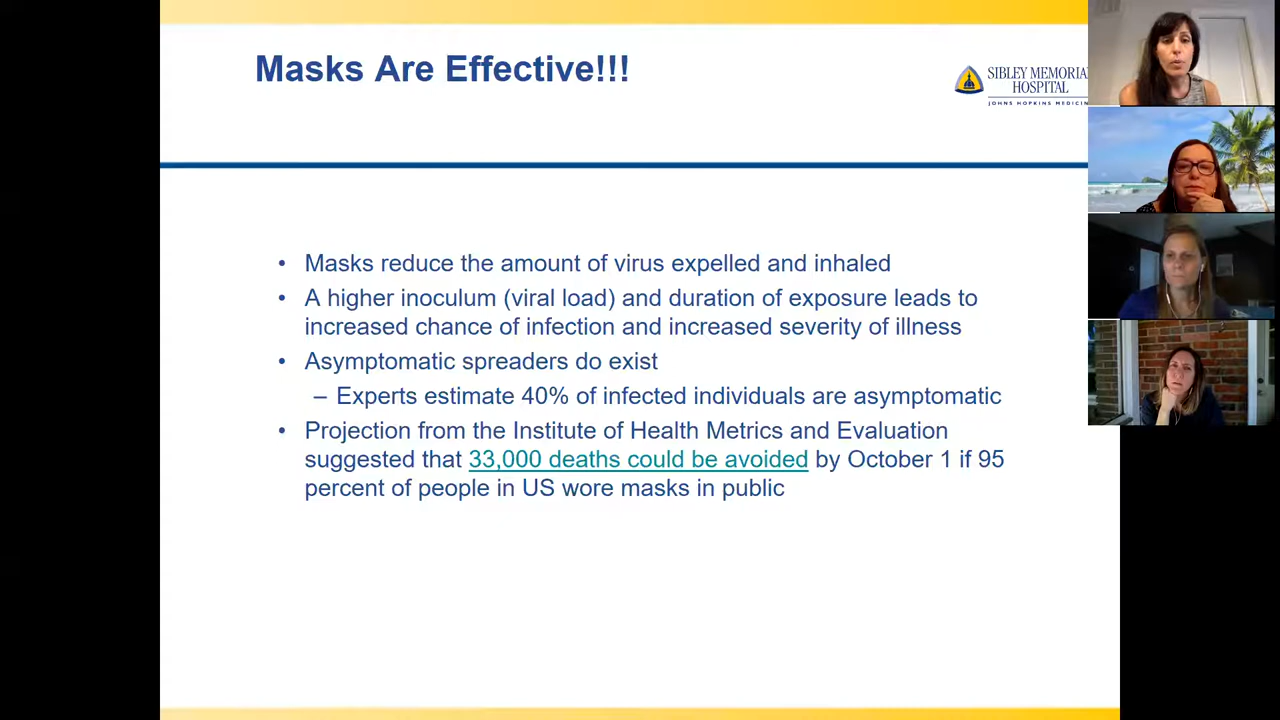 Masks Are Effective!!!
SIBLEY MEMORIAL
HOSPITAL
JOHNS HOPKINS MEDICINE
• Masks reduce the amount of virus expelled and inhaled
• A higher inoculum (viral load) and duration of exposure leads to
increased chance of infection and increased severity of illness
• Asymptomatic spreaders do exist
– Experts estimate 40% of infected individuals are asymptomatic
• Projection from the Institute of Health Metrics and Evaluation
suggested that 33,000 deaths could be avoided by October 1 if 95
percent of people in US wore masks in public